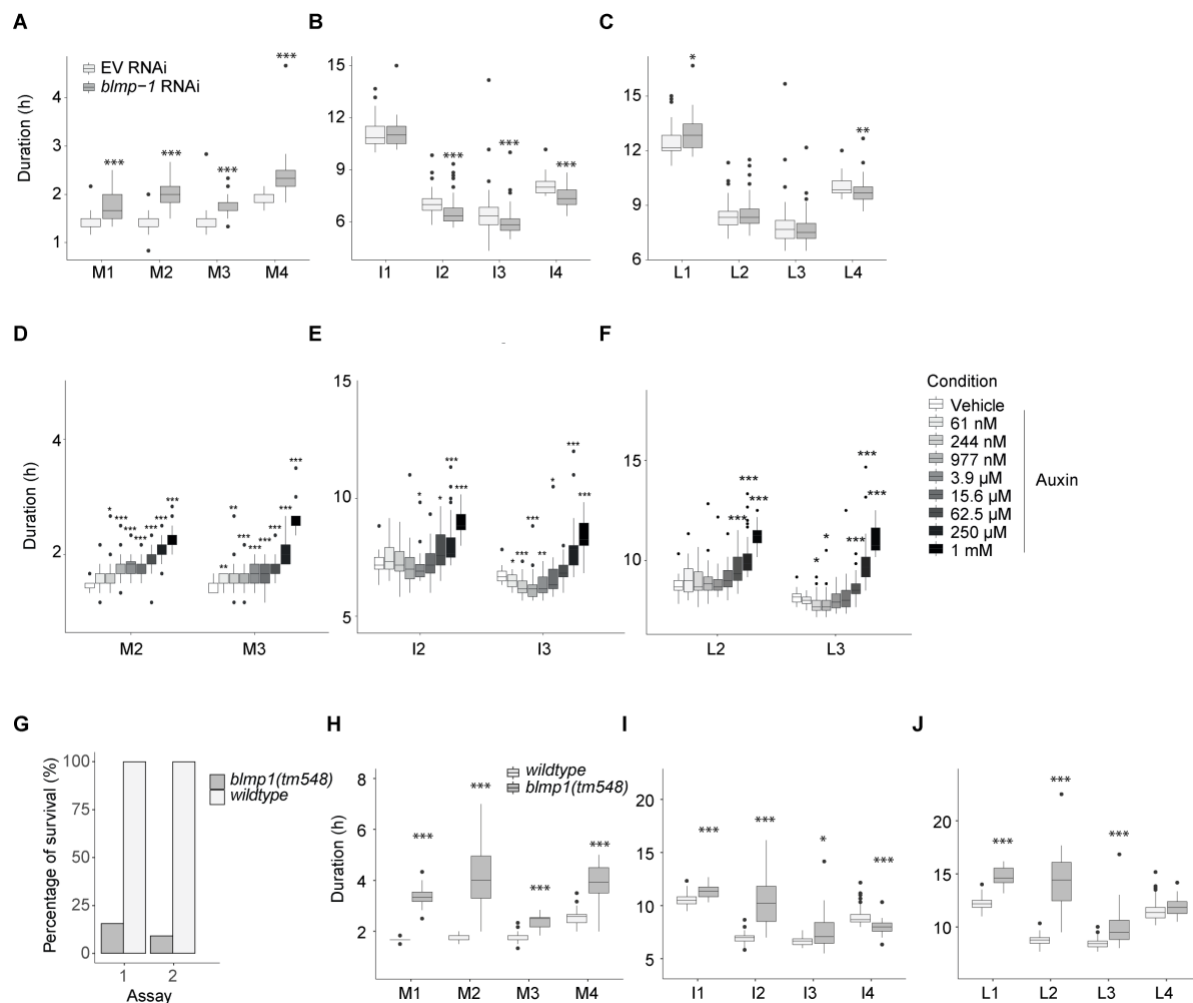 A
B
C
EV RNAi
blmp−1 RNAi
Duration (h)
4
3
2
1
***
***
***
***
M1 M2 M3 M4
15
12
9
6
***
***
***
I1 I2 I3 I4
15
12
9
6
*
**
L1 L2 L3 L4
D
E
F
Duration (h)
4
2
*
***
***
***
***
***
***
***
**
**
***
***
***
***
***
***
***
M2 M3
15
10
5
*
*
***
***
*
***
***
**
***
***
I2 I3
15
10
***
***
***
*
*
***
***
***
L2 L3
Condition
Vehicle
61 nM
244 nM
977 nM
3.9 µM
15.6 µM
62.5 µM
250 µM
1 mM
Auxin
G
H
I
J
Percentage of survival (%)
100
75
50
25
0
1 2
Assay
blmp1(tm548)
wildtype
Duration (h)
8
6
4
2
wildtype
blmp1(tm548)
***
***
***
***
M1 M2 M3 M4
20
15
10
5
***
***
*
***
I1 I2 I3 I4
20
15
10
***
***
***
L1 L2 L3 L4